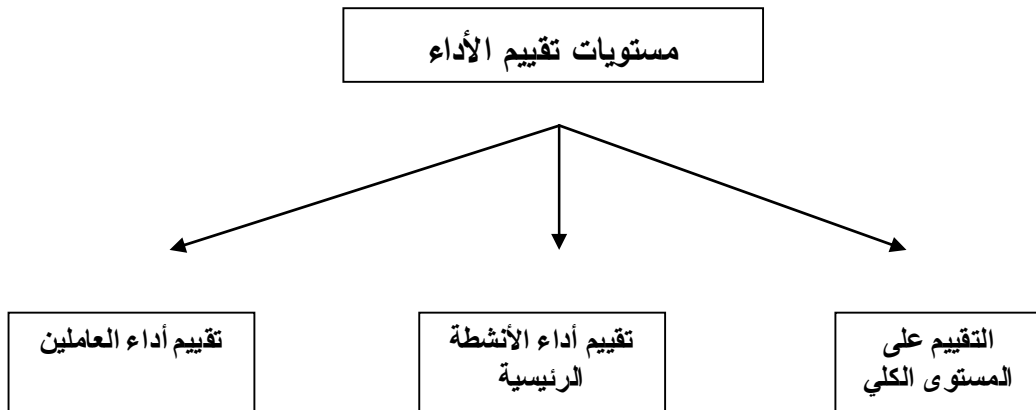 مستويات تقييم الأداء
التقييم على
المستوى الكلي
تقييم أداء الأنشطة
الرئيسية
تقييم أداء العاملين